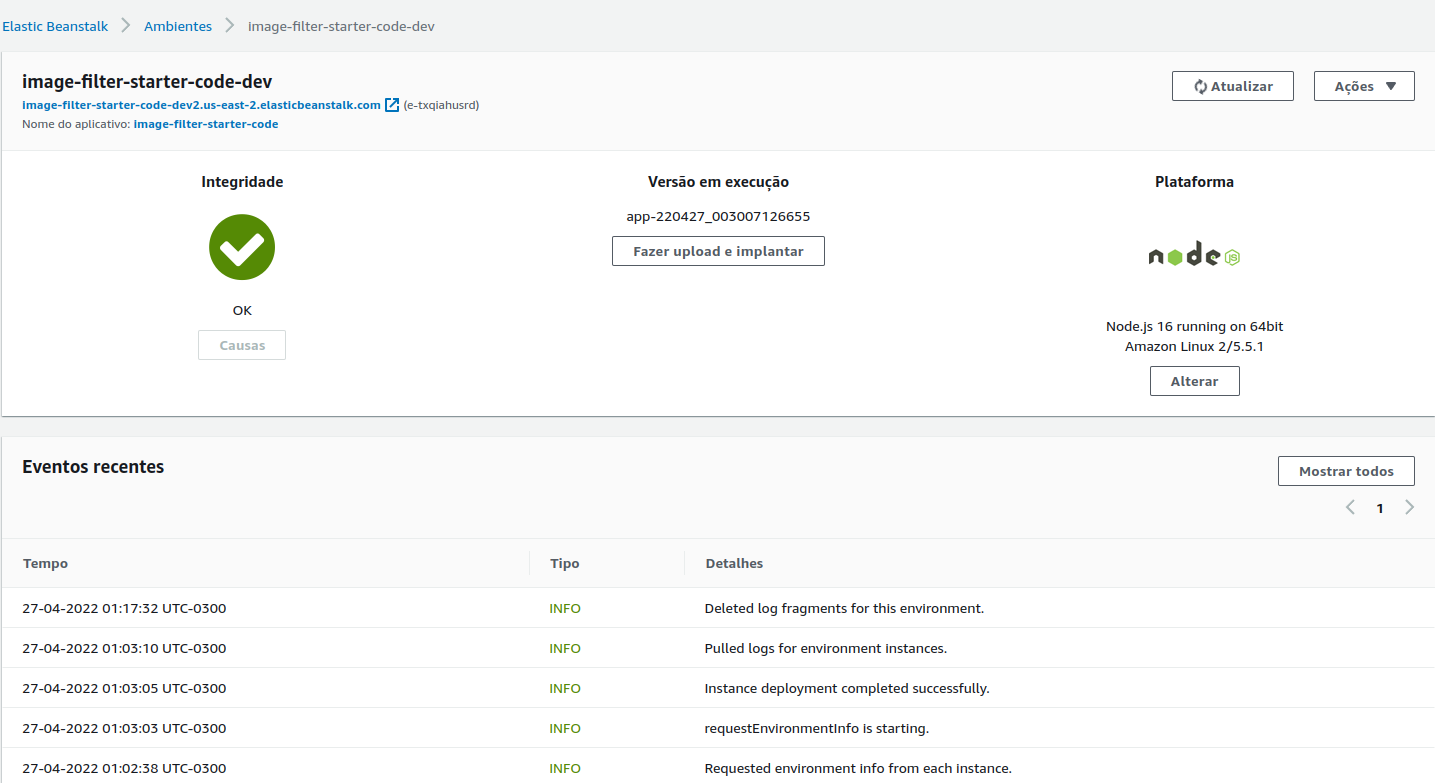 Elastic Beanstalk > Ambientes > image-filter-starter-code-dev
image-filter-starter-code-dev
Atualizar
Ações
image-filter-starter-code-dev2.us-east-2.elasticbeanstalk.com (e-txqiahusrd)
Nome do aplicativo: image-filter-starter-code
Integridade
OK
Causas
Versão em execução
app-220427_003007126655
Fazer upload e implantar
Plataforma
node JS
Node.js 16 running on 64bit
Amazon Linux 2/5.5.1
Alterar
Eventos recentes
Mostrar todos
1
Tempo Tipo Detalhes
27-04-2022 01:17:32 UTC-0300 INFO Deleted log fragments for this environment.
27-04-2022 01:03:10 UTC-0300 INFO Pulled logs for environment instances.
27-04-2022 01:03:05 UTC-0300 INFO Instance deployment completed successfully.
27-04-2022 01:03:03 UTC-0300 INFO requestEnvironmentInfo is starting.
27-04-2022 01:02:38 UTC-0300 INFO Requested environment info from each instance.